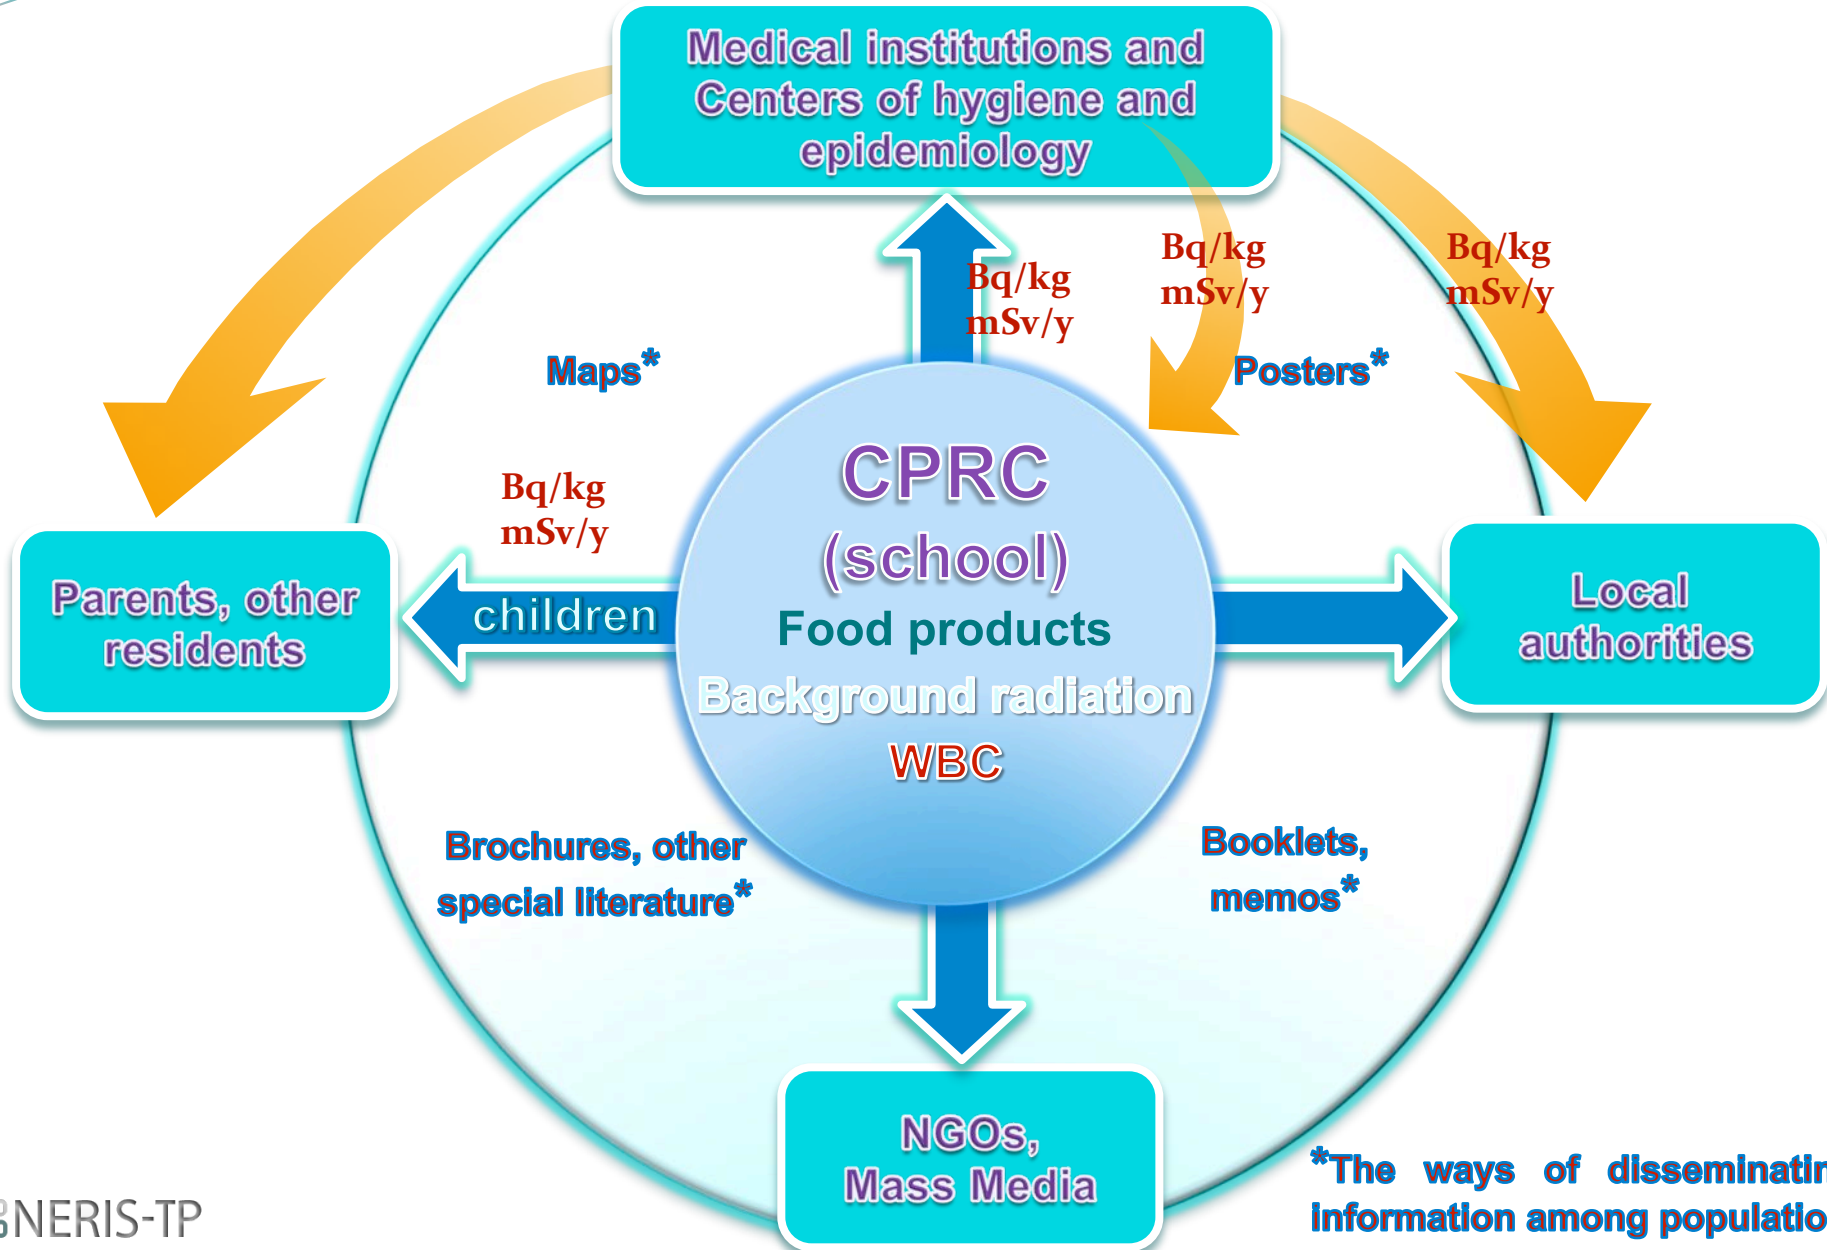 Medical institutions and
Centers of hygiene and
epidemiology
Bq/kg
mSv/y
Bq/kg
mSv/y
Bq/kg
mSv/y
Maps*
Posters*
Bq/kg
mSv/y
CPRC
(school)
Food products
Background radiation
WBC
children
Parents, other
residents
Local
authorities
Brochures, other
special literature*
Booklets,
memos*
NGOs,
Mass Media
*The ways of disseminatin
information among populatio
NERIS-TP